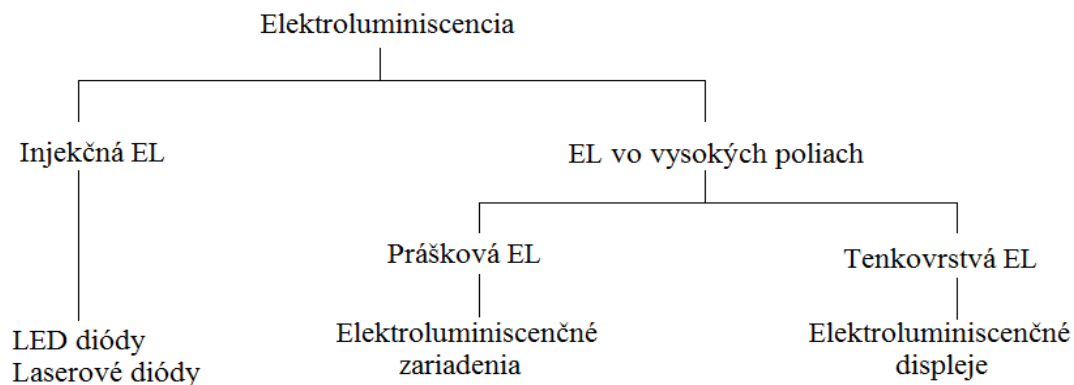 Elektroluminiscencia
Injekčná EL
EL vo vysokých poliach
Prášková EL
Tenkovrstvá EL
LED diódy
Laserové diódy
Elektroluminiscenčné
zariadenia
Elektroluminiscenčné
displeje